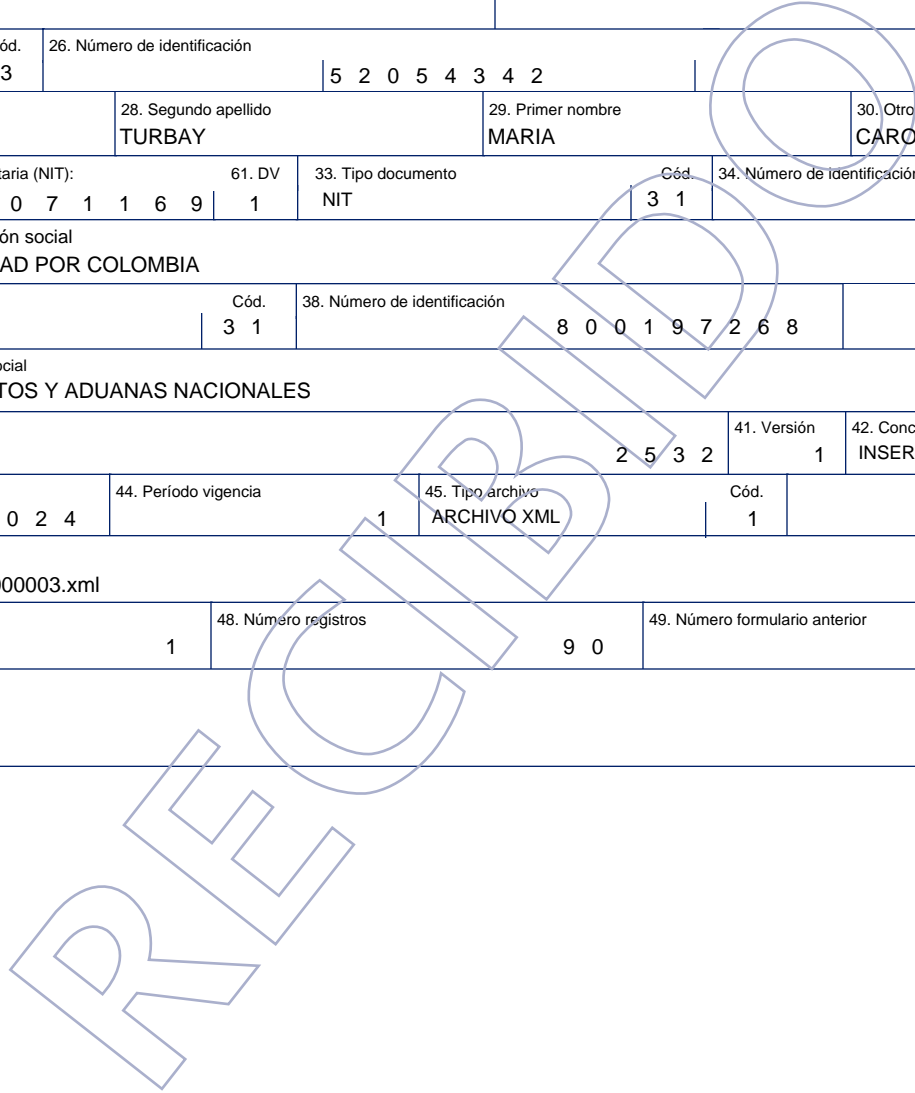 ód. 26. Número de identificación
3 5 2 0 5 4 3 4 2
28. Segundo apellido 29. Primer nombre 30. Otro
TURBAY MARIA CARO
taria (NIT): 61. DV 33. Tipo documento Cód. 34. Número de identificación
0 7 1 1 6 9 1 NIT 3 1
ón social
AD POR COLOMBIA
Cód. 38. Número de identificación
3 1 8 0 0 1 9 7 2 6 8
ocial
TOS Y ADUANAS NACIONALES
41. Versión 42. Conc
2 5 3 2 1 INSER
44. Período vigencia 45. Tipo archivo Cód.
0 2 4 1 ARCHIVO XML 1
000003.xml
48. Número registros 49. Número formulario anterior
1 9 0
RECIBIDO